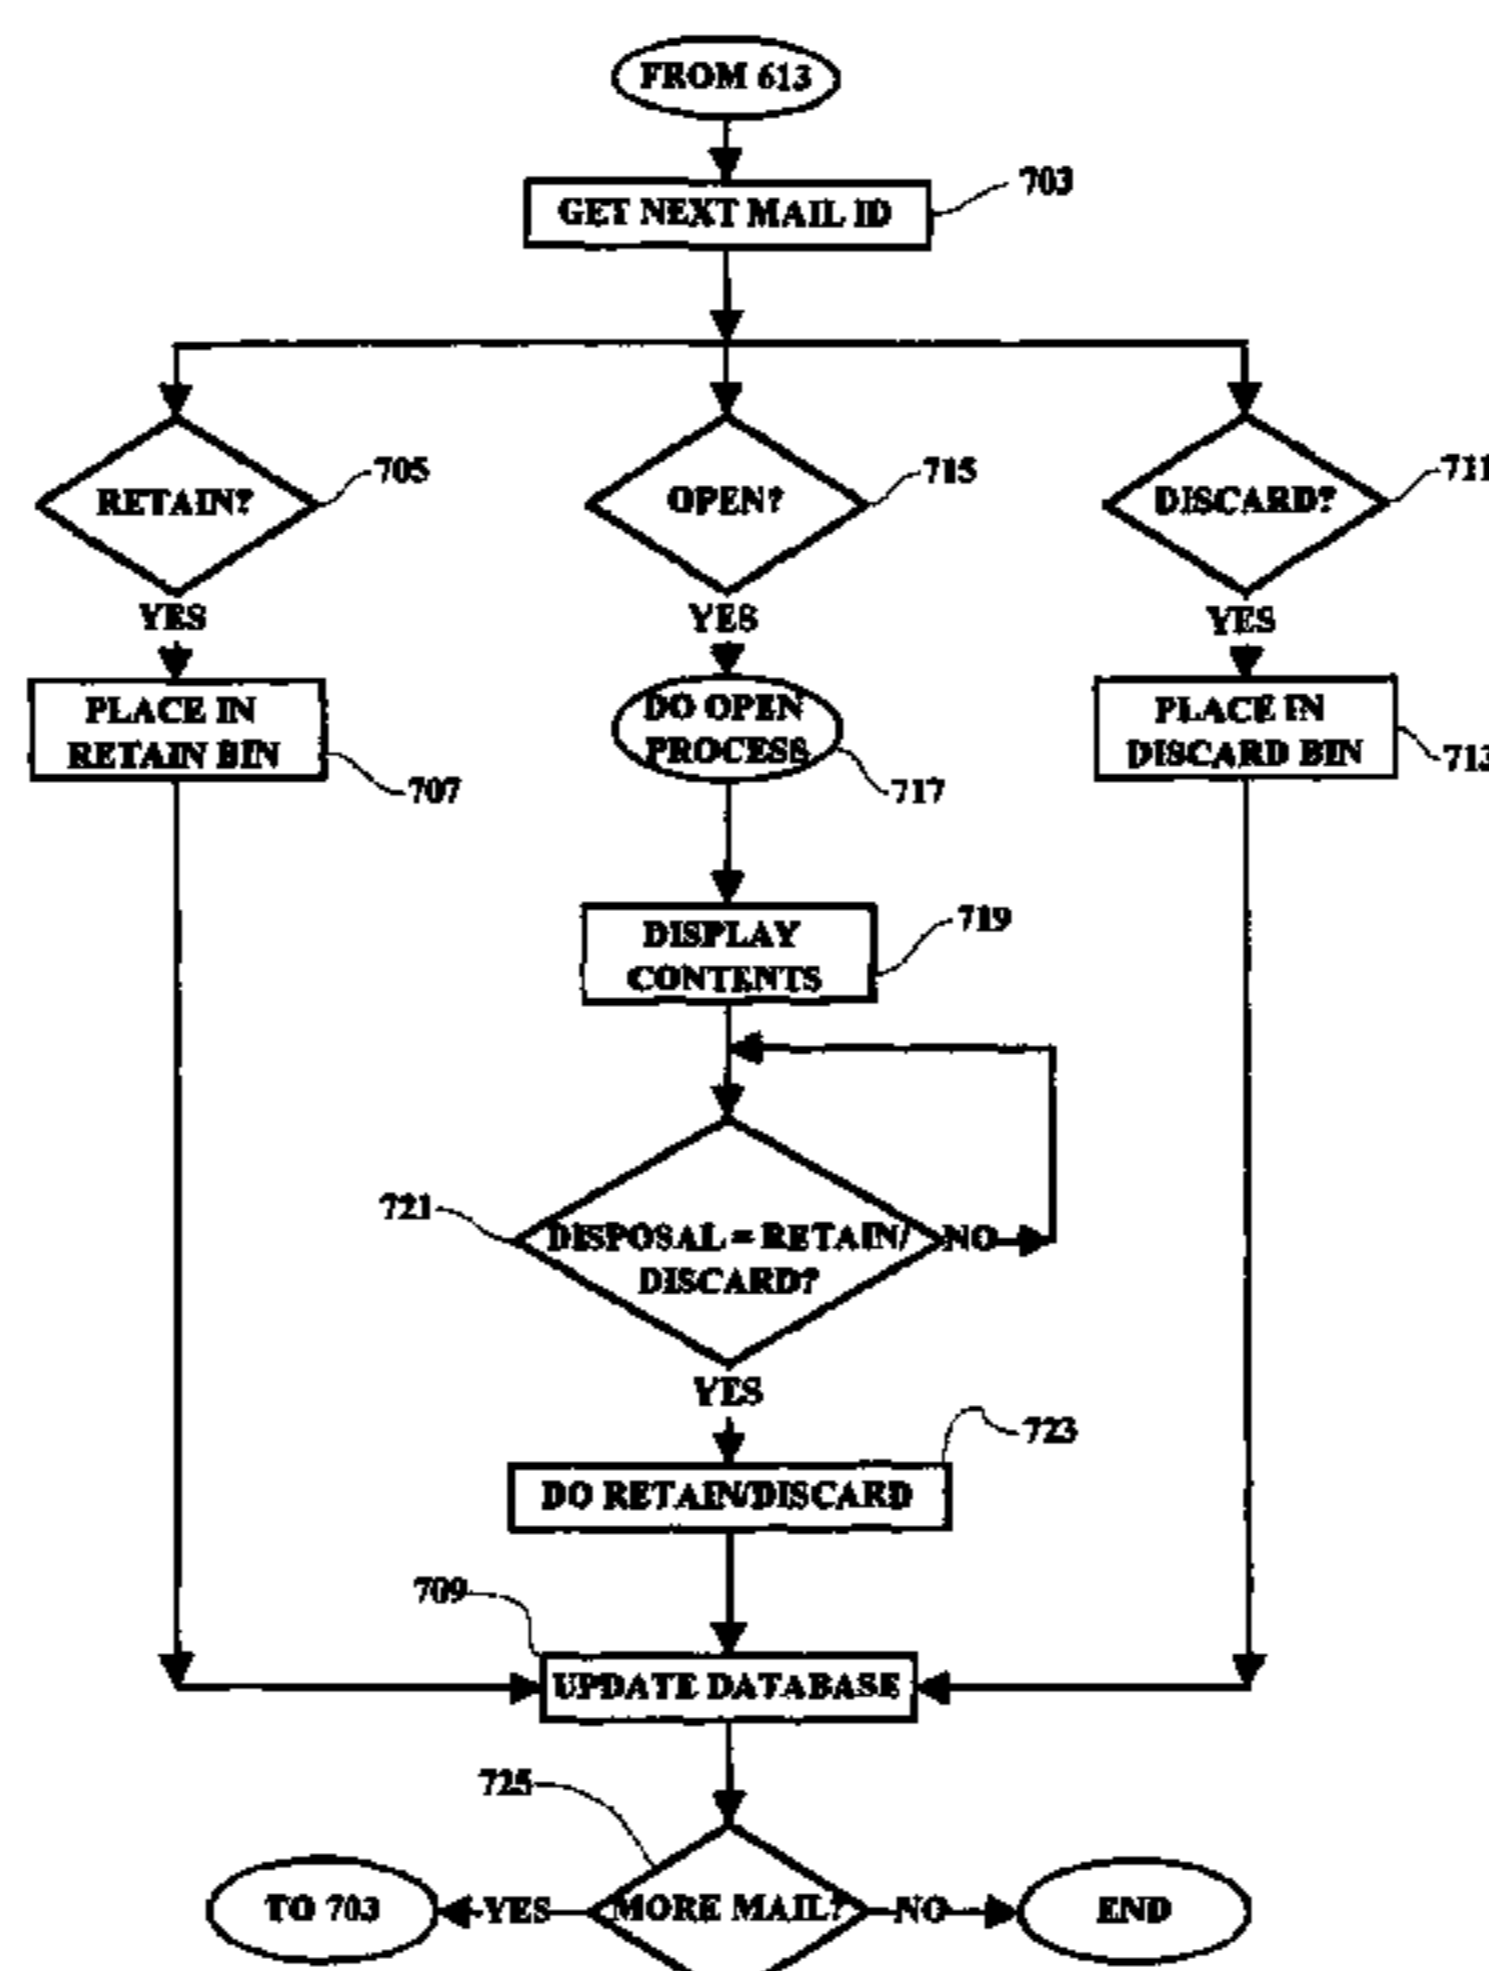 FROM 613
703
GET NEXT MAIL ID
705
715
711
RETAIN?
OPEN?
DISCARD?
YES
YES
YES
PLACE IN
RETAIN BIN
707
DO OPEN
PROCESS
717
PLACE IN
DISCARD BIN
713
719
DISPLAY
CONTENTS
721
DISPOSAL = RETAIN/
DISCARD?
NO
YES
723
DO RETAIN/DISCARD
709
UPDATE DATABASE
725
TO 703
YES
MORE MAIL?
NO
END